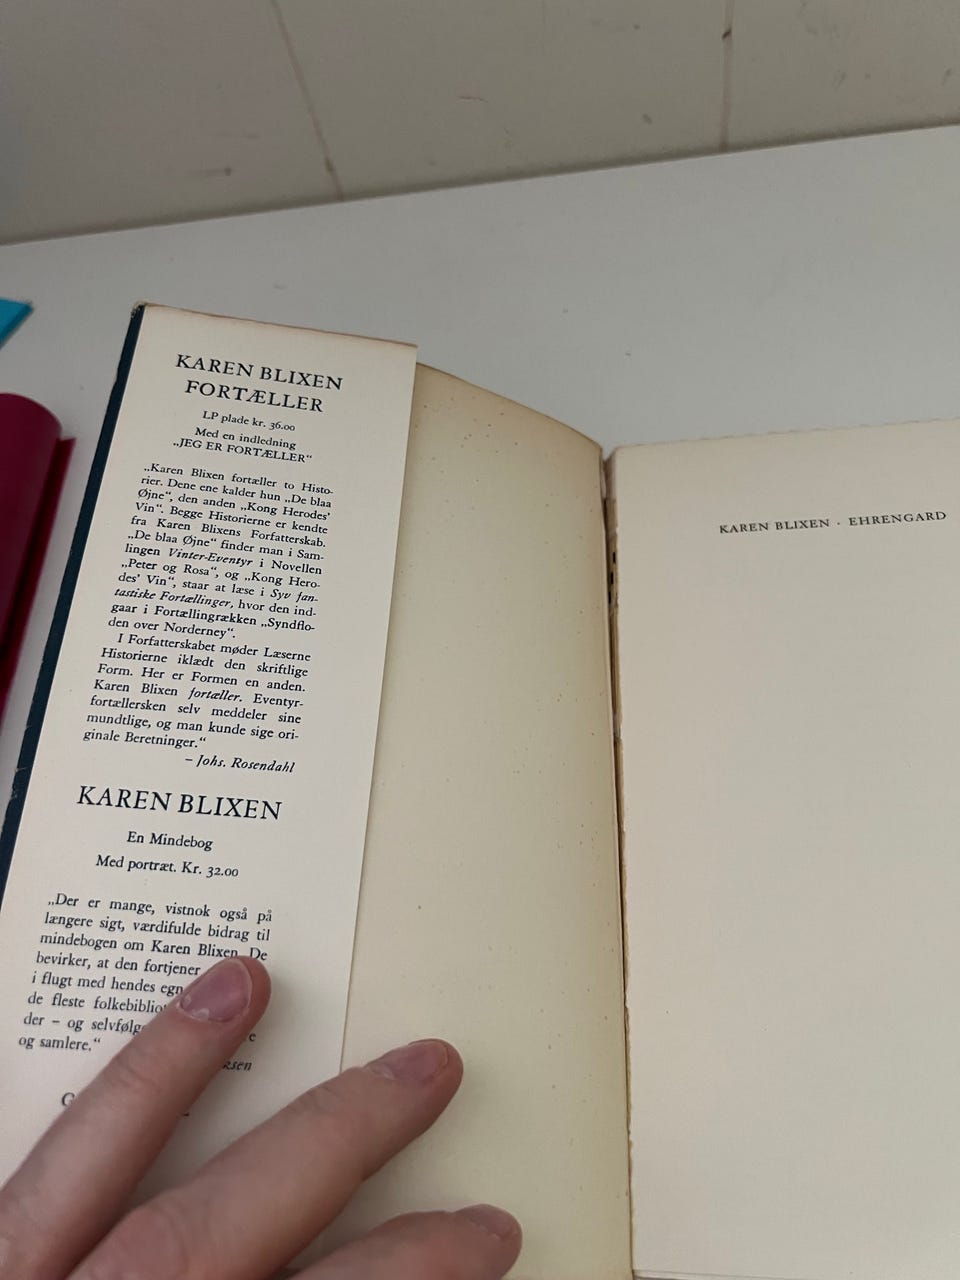 KAREN BLIXEN
FORTÆLLER
LP plade kr. 36.00
Med en indledning
„JEG ER FORTÆLLER“
„Karen Blixen fortæller to Histo-
rier. Dene ene kalder hun „De blaa
Øjne“, den anden „Kong Herodes'
Vin“. Begge Historierne er kendte
fra Karen Blixens Forfatterskab.
„De blaa Øjne“ finder man i Sam-
lingen Vinter-Eventyr i Novellen
„Peter og Rosa“, og „Kong Hero-
des' Vin“, staar at læse i Syv fan-
tastiske Fortællinger, hvor den ind-
gaar i Fortællingrækken „Syndflo-
den over Norderney“.
I Forfatterskabet møder Læserne
Historierne iklædt den skriftlige
Form. Her er Formen en anden.
Karen Blixen fortæller. Eventyr-
fortællersken selv meddeler sine
mundtlige, og man kunde sige ori-
ginale Beretninger.“
– Johs. Rosendahl
KAREN BLIXEN
En Mindebog
Med portræt. Kr. 32.00
„Der er mange, vistnok også på
længere sigt, værdifulde bidrag til
mindebogen om Karen Blixen. De
bevirker, at den fortjener
i flugt med hendes
de fleste
der – og
og samlere.“
KAREN BLIXEN · EHRENGARD